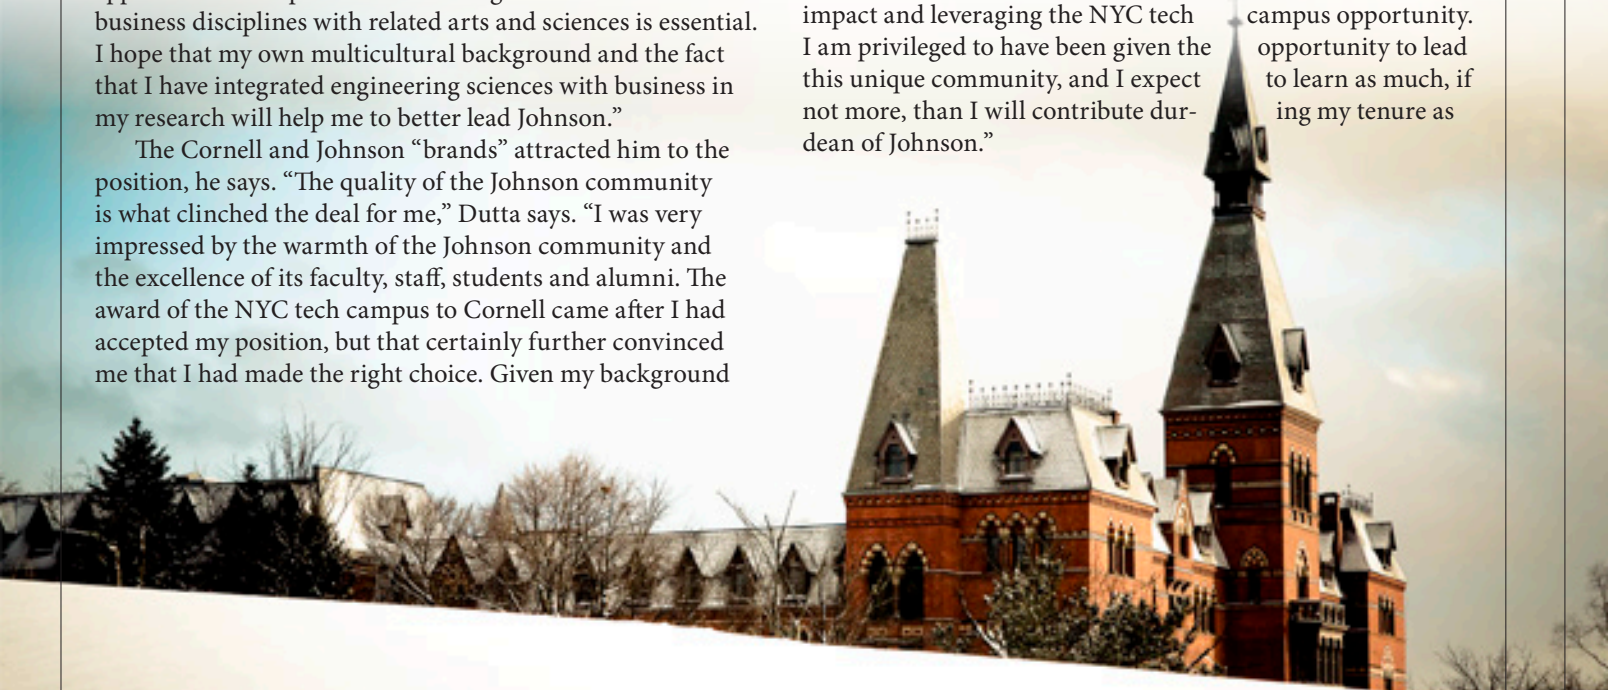 business disciplines with related arts and sciences is essential.
I hope that my own multicultural background and the fact
that I have integrated engineering sciences with business in
my research will help me to better lead Johnson.”
The Cornell and Johnson “brands” attracted him to the
position, he says. “The quality of the Johnson community
is what clinched the deal for me,” Dutta says. “I was very
impressed by the warmth of the Johnson community and
the excellence of its faculty, staff, students and alumni. The
award of the NYC tech campus to Cornell came after I had
accepted my position, but that certainly further convinced
me that I had made the right choice. Given my background
impact and leveraging the NYC tech campus opportunity.
I am privileged to have been given the opportunity to lead
this unique community, and I expect to learn as much, if
not more, than I will contribute dur- ing my tenure as
dean of Johnson.”